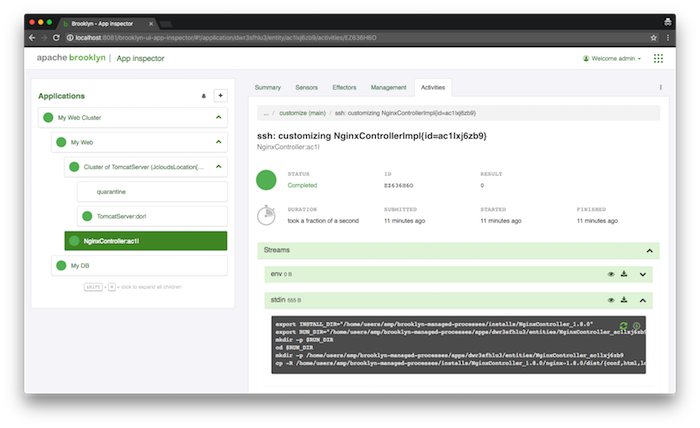 Brooklyn - App Inspector
localhost:8081/brooklyn-ui-app-inspector/#!/application/dwr3sfhlu3/entity/ac1lxj6zb9/activities/EZ636H6O
apache brooklyn | App inspector
Welcome admin
Applications
+
My Web Cluster
My Web
Cluster of TomcatServer (JcloudsLocation{...
quarantine
TomcatServer:dorl
NginxController:ac1l
My DB
shift + + click to expand all children
Summary Sensors Effectors Management Activities
... / customize (main) / ssh: customizing NginxControllerImpl{id=ac1lxj6zb9}
ssh: customizing NginxControllerImpl{id=ac1lxj6zb9}
NginxController:ac1l
STATUS ID RESULT
Completed EZ636H6O 0
DURATION SUBMITTED STARTED FINISHED
took a fraction of a second 11 minutes ago 11 minutes ago 11 minutes ago
Streams
env 0 B
stdin 555 B
export INSTALL_DIR="/home/users/amp/brooklyn-managed-processes/installs/NginxController_1.8.0"
export RUN_DIR="/home/users/amp/brooklyn-managed-processes/apps/dwr3sfhlu3/entities/NginxController_ac1lxj6zb9
mkdir -p $RUN_DIR
cd $RUN_DIR
mkdir -p /home/users/amp/brooklyn-managed-processes/apps/dwr3sfhlu3/entities/NginxController_ac1lxj6zb9
cp -R /home/users/amp/brooklyn-managed-processes/installs/NginxController_1.8.0/nginx-1.8.0/dist/{conf,html,lo